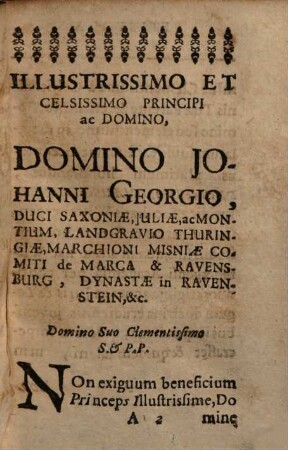 ILLUSTRISSIMO ET
CELSISSIMO PRINCIPI
ac DOMINO,
DOMINO JO-
HANNI GEORGIO,
DUCI SAXONIÆ, JULIÆ, ac MON-
TIUM, LANDGRAVIO THURIN-
GIÆ, MARCHIONI MISNIÆ CO-
MITI de MARCA & RAVENS-
BURG, DYNASTÆ in RAVEN-
STEIN, &c.
Domino Suo Clementissimo
S. & P. P.
NOn exiguum beneficium
Princeps Illustrissime, Do
A 2 mine